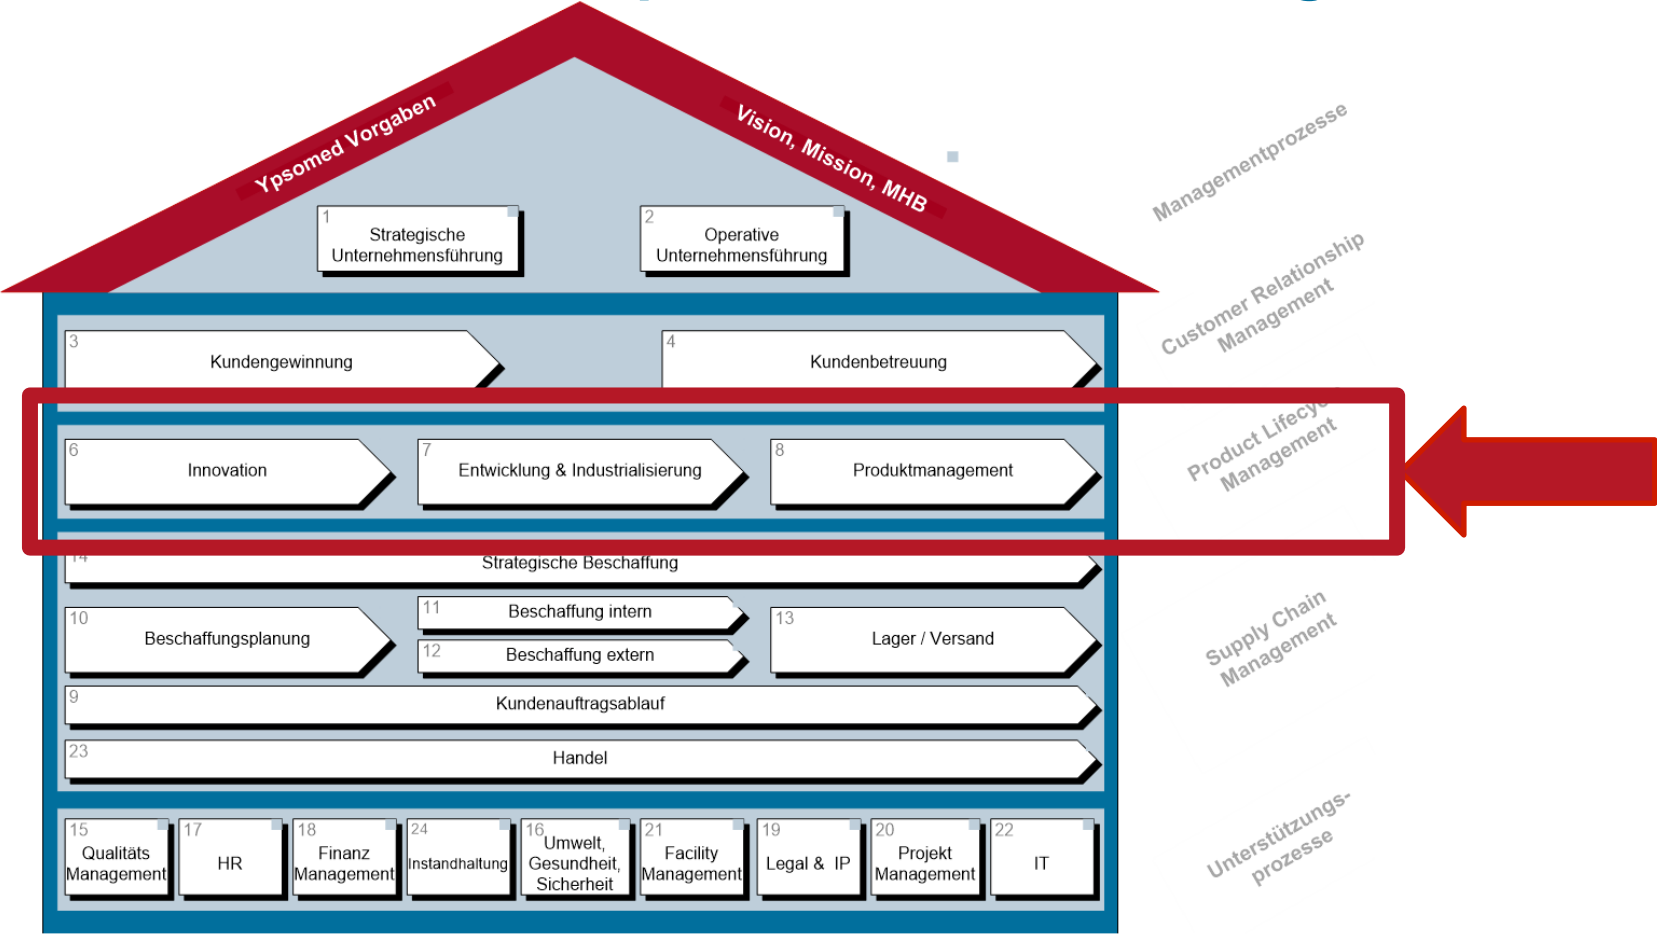 Ypsomed Vorgaben
Vision, Mission, MHB
Managementprozesse
1
Strategische
Unternehmensführung
2
Operative
Unternehmensführung
Customer Relationship
Management
3
Kundengewinnung
4
Kundenbetreuung
Product Lifecy
Management
6
Innovation
7
Entwicklung & Industrialisierung
8
Produktmanagement
14
Strategische Beschaffung
10
Beschaffungsplanung
11
Beschaffung intern
12
Beschaffung extern
13
Lager / Versand
Supply Chain
Management
9
Kundenauftragsablauf
23
Handel
Unterstützungs-
prozesse
15
Qualitäts
Management
17
HR
18
Finanz
Management
24
Instandhaltung
16
Umwelt,
Gesundheit,
Sicherheit
21
Facility
Management
19
Legal & IP
20
Projekt
Management
22
IT